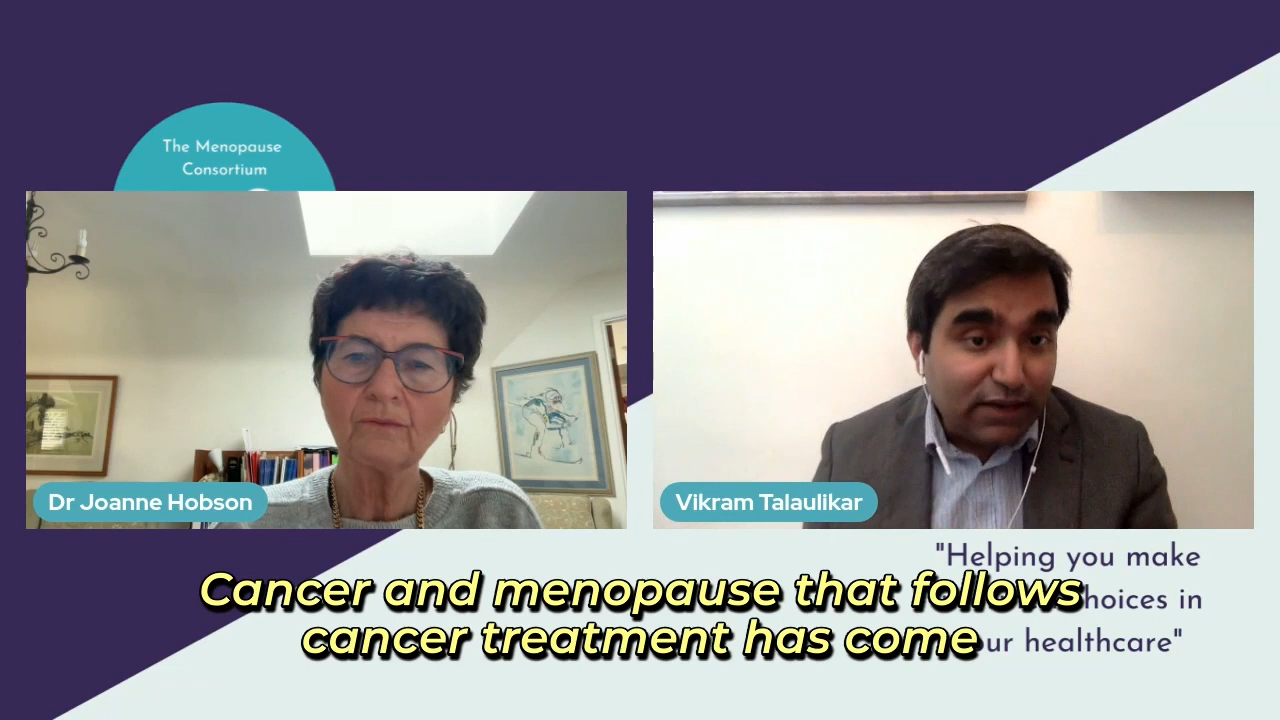 The Menopause
Consortium
Dr Joanne Hobson
Vikram Talaulikar
"Helping you make
hoices in
ur healthcare"
Cancer and menopause that follows
cancer treatment has come